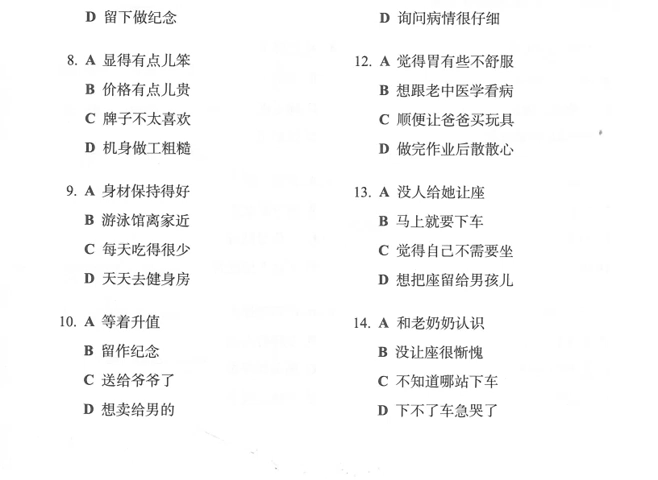 D 留下做纪念
8. A 显得有点儿笨
B 价格有点儿贵
C 牌子不太喜欢
D 机身做工粗糙
9. A 身材保持得好
B 游泳馆离家近
C 每天吃得很少
D 天天去健身房
10. A 等着升值
B 留作纪念
C 送给爷爷了
D 想卖给男的
D 询问病情很仔细
12. A 觉得胃有些不舒服
B 想跟老中医学看病
C 顺便让爸爸买玩具
D 做完作业后散散心
13. A 没人给她让座
B 马上就要下车
C 觉得自己不需要坐
D 想把座留给男孩儿
14. A 和老奶奶认识
B 没让座很惭愧
C 不知道哪站下车
D 下不了车急哭了